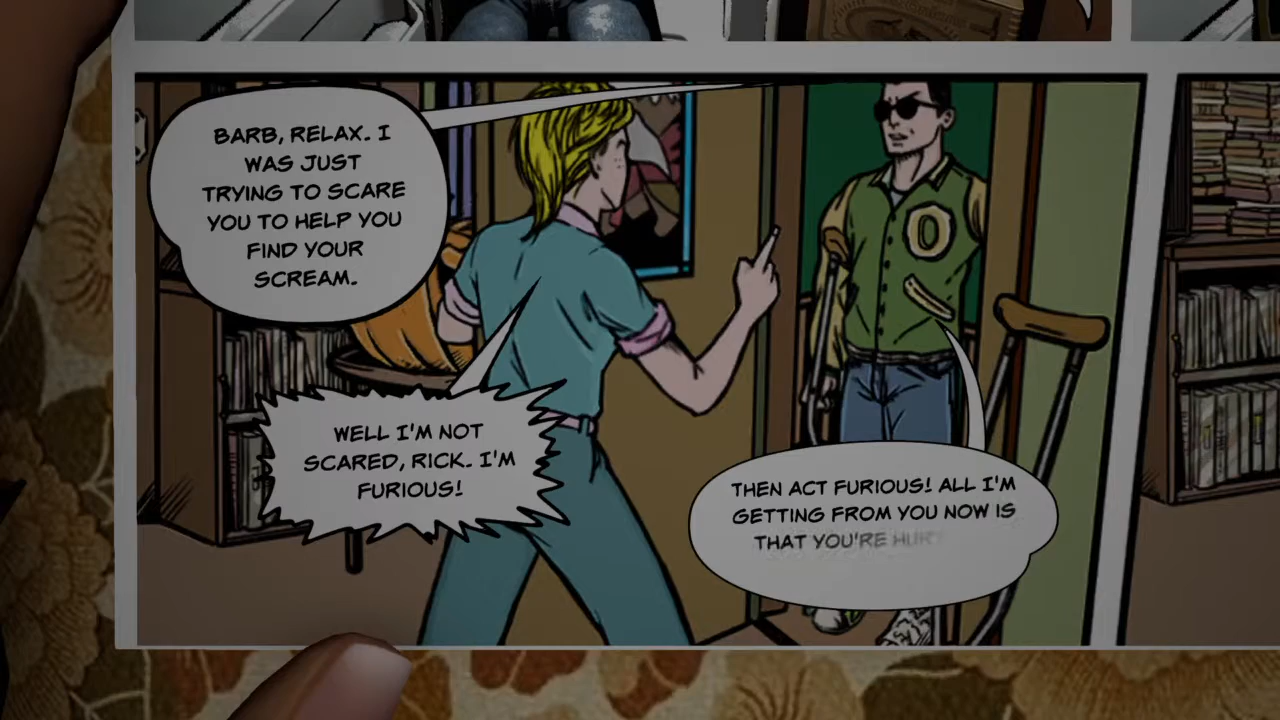 BARB, RELAX. I
WAS JUST
TRYING TO SCARE
YOU TO HELP YOU
FIND YOUR
SCREAM.
WELL I'M NOT
SCARED, RICK. I'M
FURIOUS!
O
THEN ACT FURIOUS! ALL I'M
GETTING FROM YOU NOW IS
THAT YOU'RE